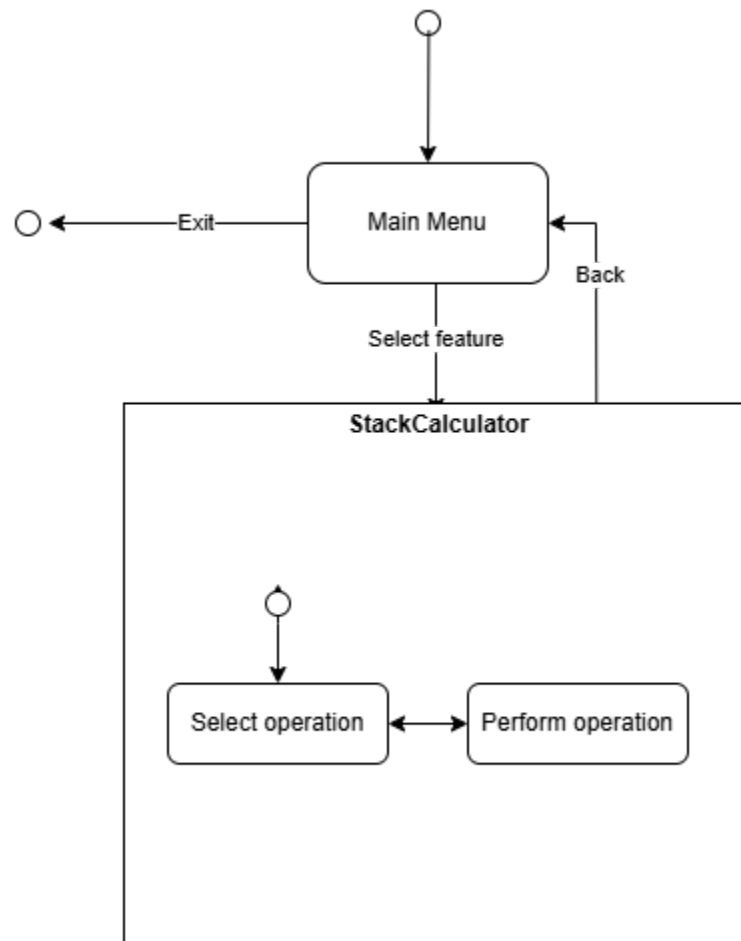 Main Menu
Exit
Back
Select feature
StackCalculator
Select operation
Perform operation